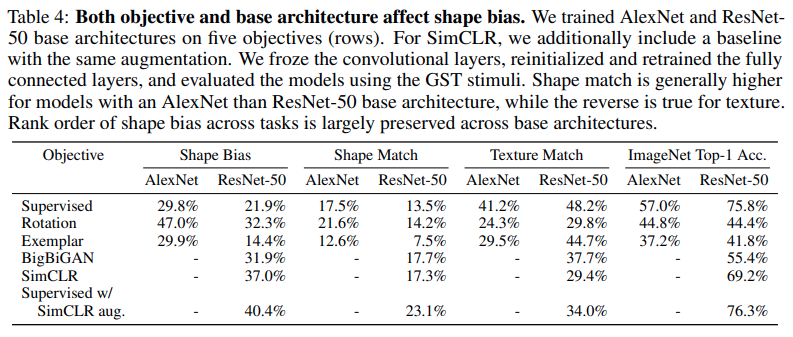 Table 4: Both objective and base architecture affect shape bias. We trained AlexNet and ResNet-
50 base architectures on five objectives (rows). For SimCLR, we additionally include a baseline
with the same augmentation. We froze the convolutional layers, reinitialized and retrained the fully
connected layers, and evaluated the models using the GST stimuli. Shape match is generally higher
for models with an AlexNet than ResNet-50 base architecture, while the reverse is true for texture.
Rank order of shape bias across tasks is largely preserved across base architectures.
Objective Shape Bias Shape Match Texture Match ImageNet Top-1 Acc.
AlexNet ResNet-50 AlexNet ResNet-50 AlexNet ResNet-50 AlexNet ResNet-50
Supervised 29.8% 21.9% 17.5% 13.5% 41.2% 48.2% 57.0% 75.8%
Rotation 47.0% 32.3% 21.6% 14.2% 24.3% 29.8% 44.8% 44.4%
Exemplar 29.9% 14.4% 12.6% 7.5% 29.5% 44.7% 37.2% 41.8%
BigBiGAN - 31.9% - 17.7% - 37.7% - 55.4%
SimCLR - 37.0% - 17.3% - 29.4% - 69.2%
Supervised w/
SimCLR aug. - 40.4% - 23.1% - 34.0% - 76.3%